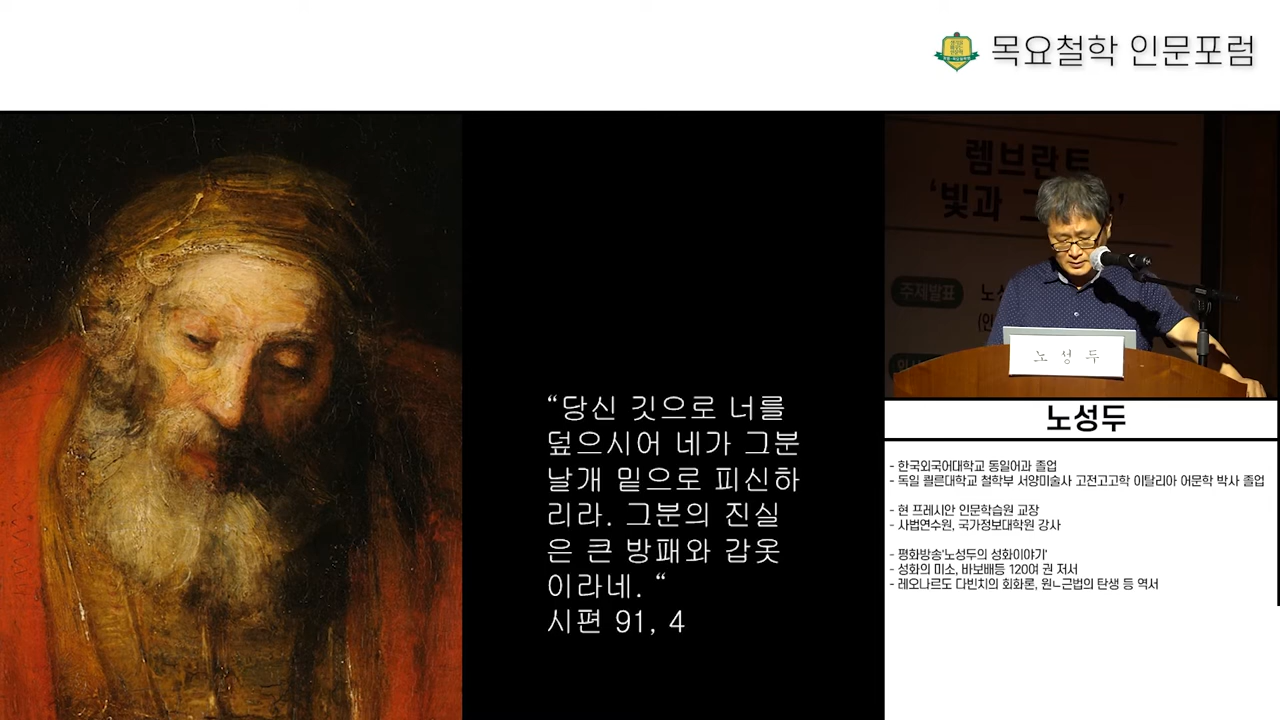 목요철학 인문포럼
렘브란트
‘빛과
주제발표
노 성 두
“당신 깃으로 너를
덮으시어 네가 그분
날개 밑으로 피신하
리라. 그분의 진실
은 큰 방패와 갑옷
이라네. “
시편 91, 4
노성두
- 한국외국어대학교 동일어과 졸업
- 독일 쾰른대학교 철학부 서양미술사 고전고고학 이탈리아 어문학 박사 졸업
- 현 프레시안 인문학습원 교장
- 사법연수원, 국가정보대학원 강사
- 평화방송'노성두의 성화이야기'
- 성화의 미소, 바보배등 120여 권 저서
- 레오나르도 다빈치의 회화론, 원ㄴ근법의 탄생 등 역서